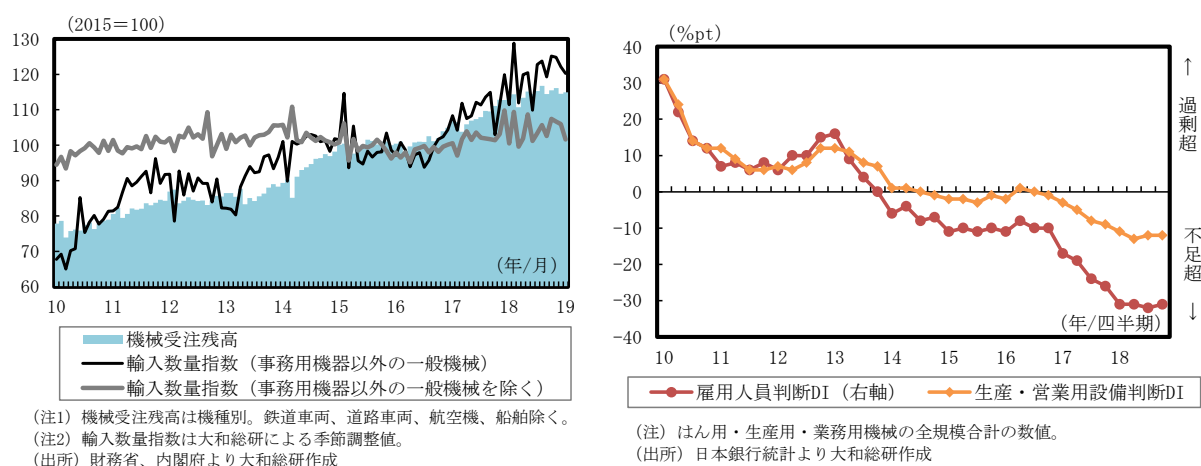 (2015＝100)
130
120
110
100
90
80
70
60
(年/月)
10 11 12 13 14 15 16 17 18 19
機械受注残高
輸入数量指数（事務用機器以外の一般機械）
輸入数量指数（事務用機器以外の一般機械を除く）
（注1）機械受注残高は機種別。鉄道車両、道路車両、航空機、船舶除く。
（注2）輸入数量指数は大和総研による季節調整値。
（出所）財務省、内閣府より大和総研作成
(%pt)
40
30
20
10
0
−10
−20
−30
−40
↑
過剰超
不足超
↓
(年/四半期)
10 11 12 13 14 15 16 17 18
雇用人員判断DI（右軸）
生産・営業用設備判断DI
（注）はん用・生産用・業務用機械の全規模合計の数値。
（出所）日本銀行統計より大和総研作成